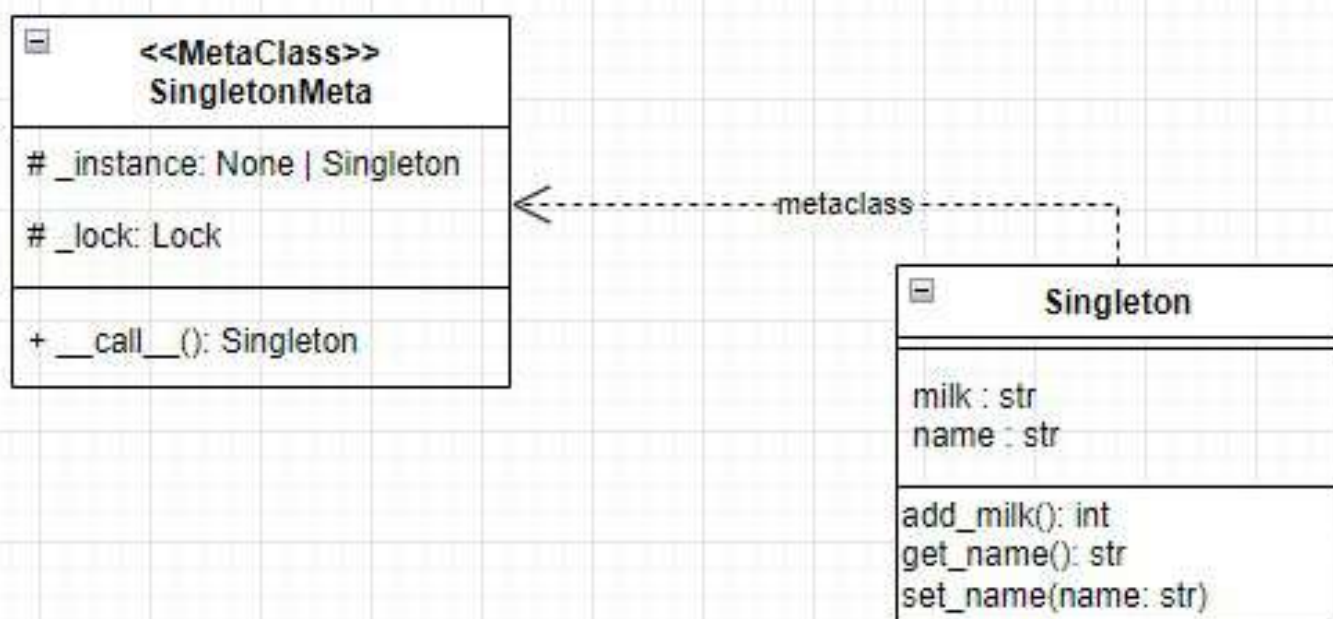 <<MetaClass>>
SingletonMeta
# _instance: None | Singleton
# _lock: Lock
+ __call__(): Singleton
metaclass
Singleton
milk : str
name : str
add_milk(): int
get_name(): str
set_name(name: str)